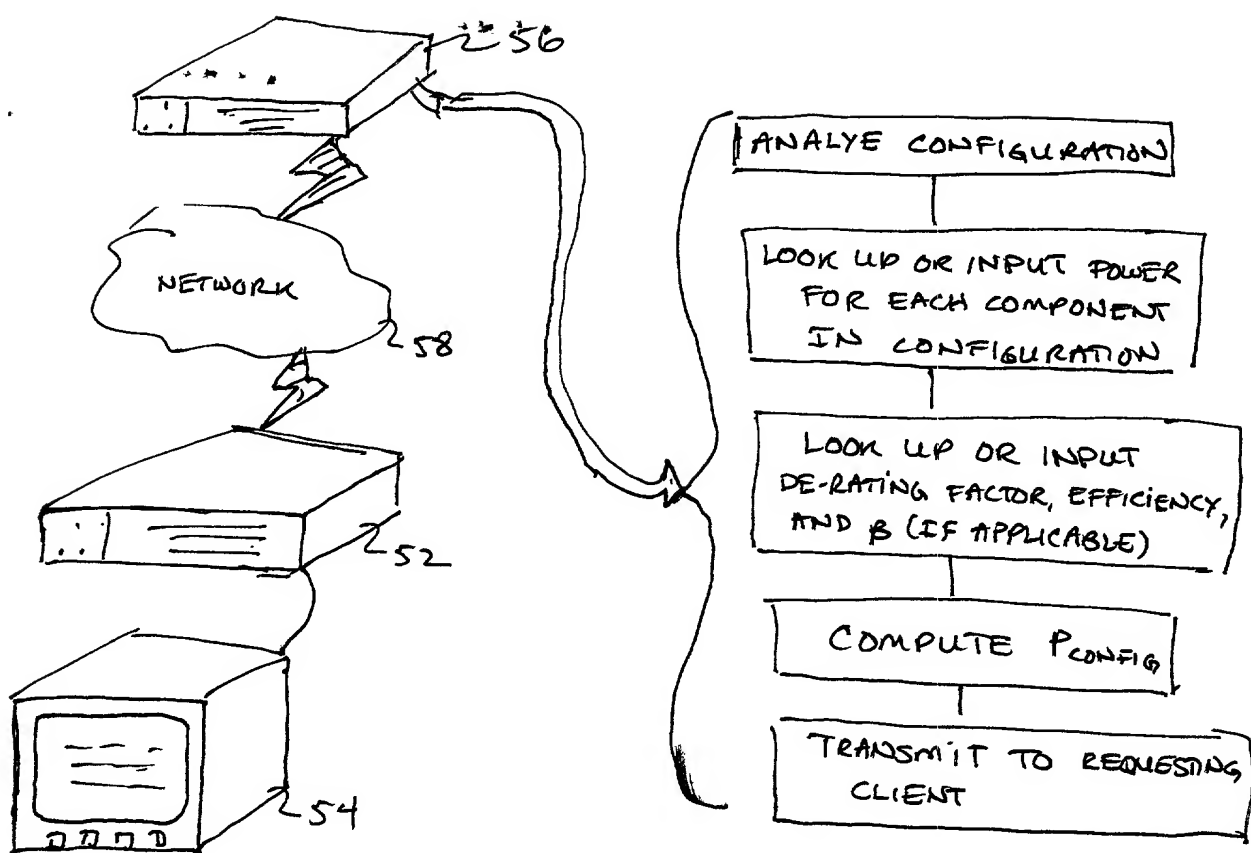 56
NETWORK
58
52
54
ANALYE CONFIGURATION
LOOK UP OR INPUT POWER
FOR EACH COMPONENT
IN CONFIGURATION
LOOK UP OR INPUT
DE-RATING FACTOR, EFFICIENCY,
AND β (IF APPLICABLE)
COMPUTE PCONFIG
TRANSMIT TO REQUESTING
CLIENT